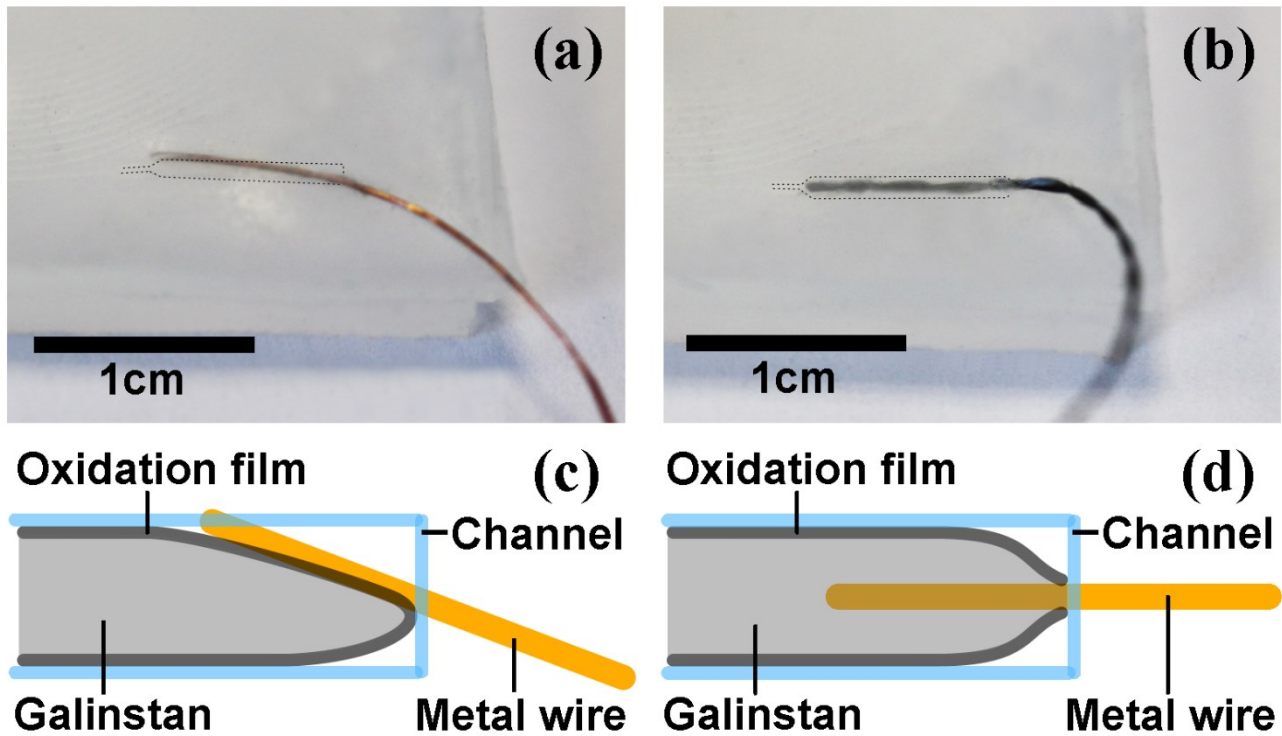 (a)
(b)
1cm
1cm
Oxidation film
(c)
Channel
Galinstan
Metal wire
Oxidation film
(d)
Channel
Galinstan
Metal wire